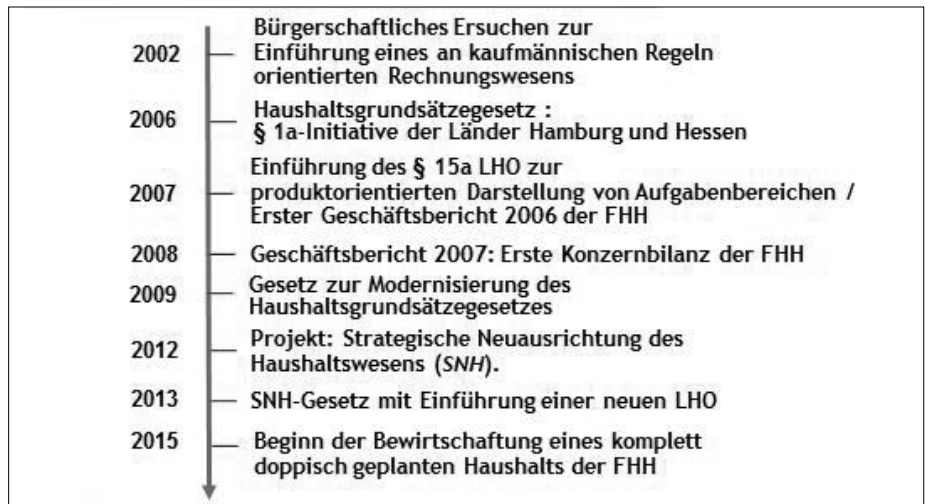 2002
Bürgerschaftliches Ersuchen zur
Einführung eines an kaufmännischen Regeln
orientierten Rechnungswesens
2006
Haushaltsgrundsätzegesetz :
§ 1a-Initiative der Länder Hamburg und Hessen
2007
Einführung des § 15a LHO zur
produktorientierten Darstellung von Aufgabenbereichen /
Erster Geschäftsbericht 2006 der FHH
2008
Geschäftsbericht 2007: Erste Konzernbilanz der FHH
2009
Gesetz zur Modernisierung des
Haushaltsgrundsätzegesetzes
2012
Projekt: Strategische Neuausrichtung des
Haushaltswesens (SNH).
2013
SNH-Gesetz mit Einführung einer neuen LHO
2015
Beginn der Bewirtschaftung eines komplett
doppisch geplanten Haushalts der FHH